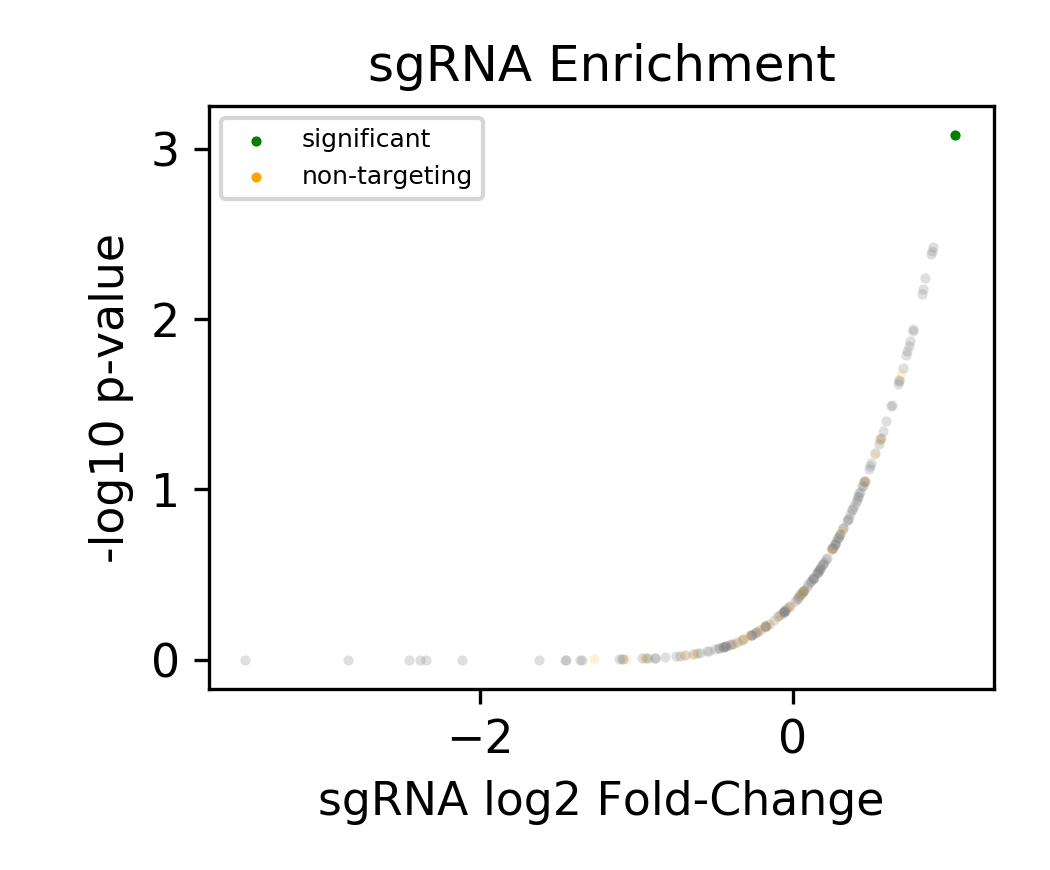 sgRNA Enrichment
significant
non-targeting
3
2
1
0
-log10 p-value
−2
0
sgRNA log2 Fold-Change